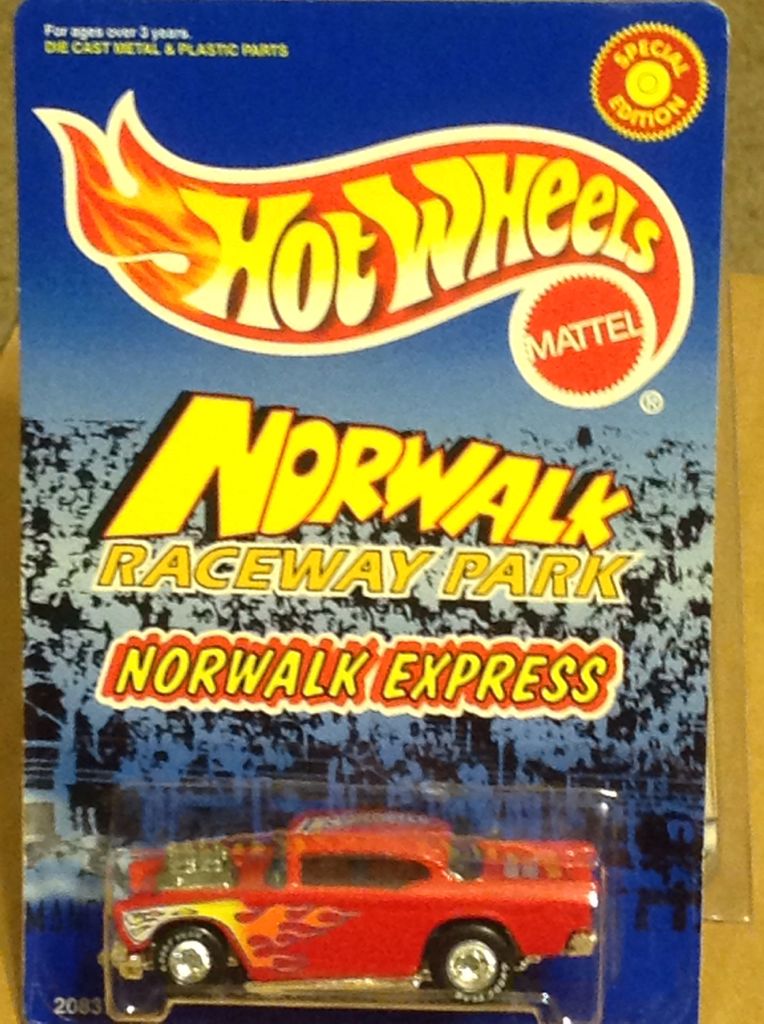 For ages over 3 years.
DIE CAST METAL & PLASTIC PARTS
SPECIAL
EDITION
HOT WHEELS
MATTEL
®
NORWALK
RACEWAY PARK
NORWALK EXPRESS